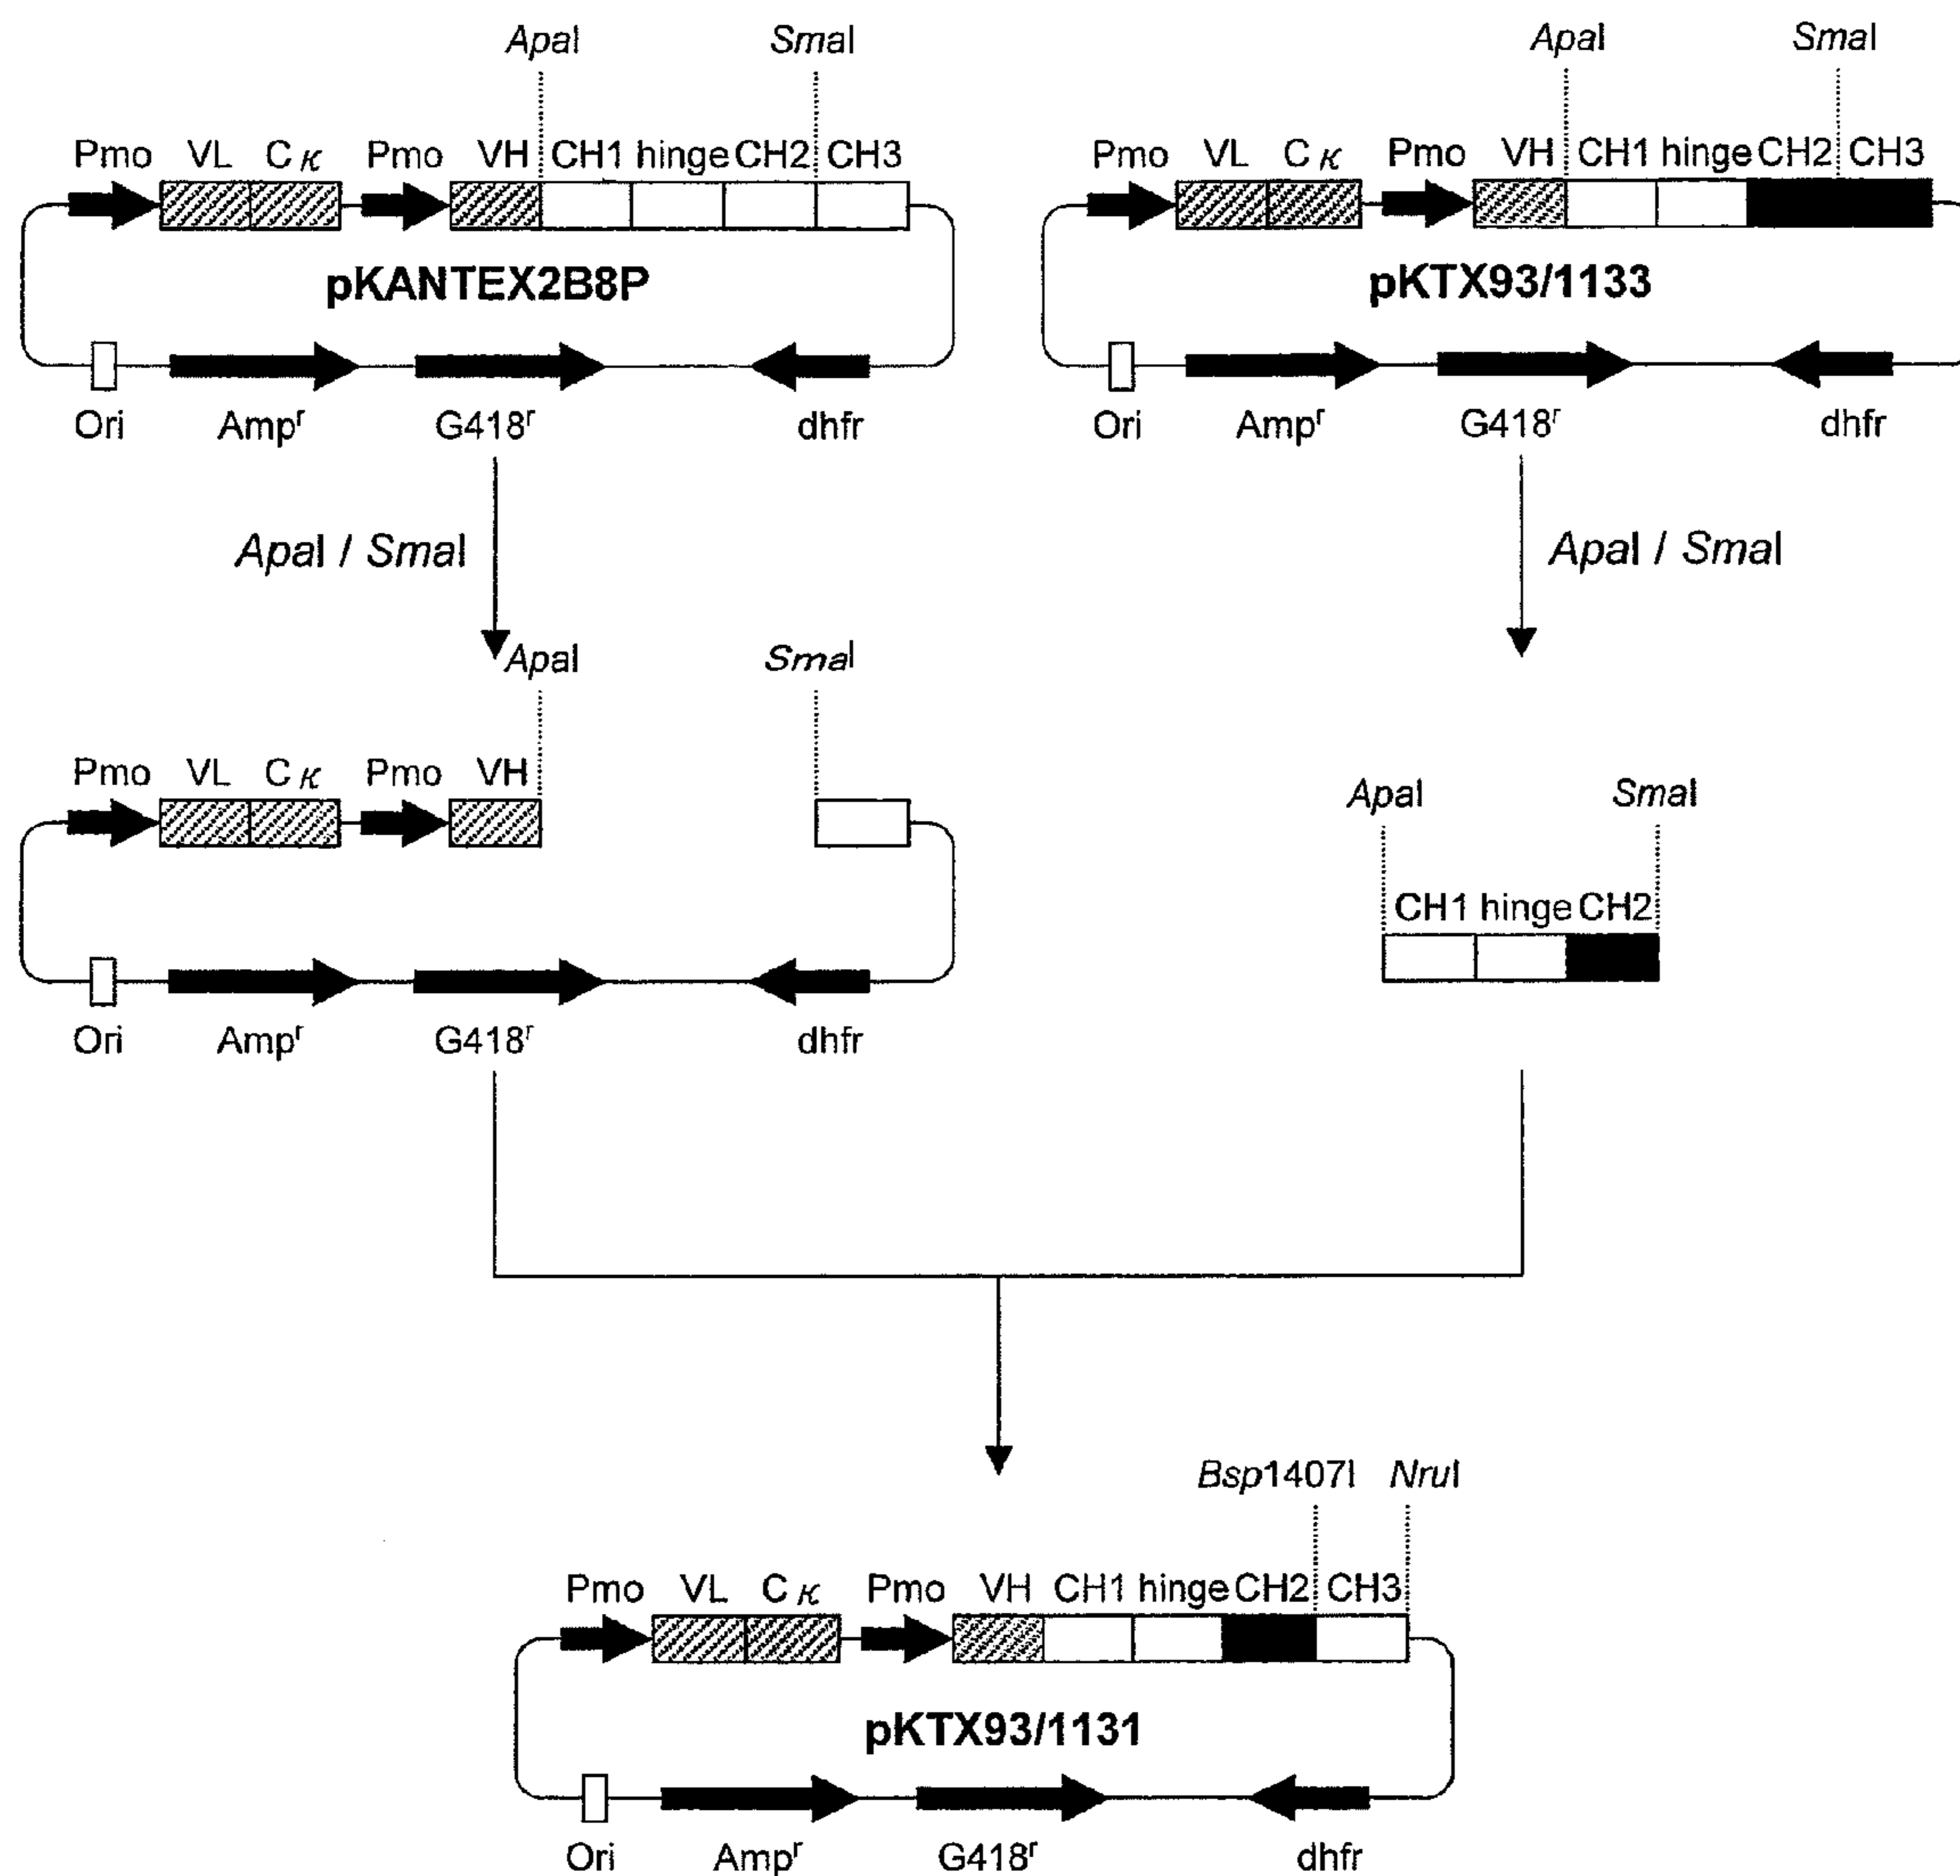 ApaI SmaI ApaI SmaI
Pmo VL Cκ Pmo VH CH1 hinge CH2 CH3 Pmo VL Cκ Pmo VH CH1 hinge CH2 CH3
pKANTEX2B8P pKTX93/1133
Ori Ampʳ G418ʳ dhfr Ori Ampʳ G418ʳ dhfr
ApaI / SmaI ApaI / SmaI
ApaI SmaI
Pmo VL Cκ Pmo VH
ApaI SmaI
CH1 hinge CH2
Ori Ampʳ G418ʳ dhfr
Bsp1407I NruI
Pmo VL Cκ Pmo VH CH1 hinge CH2 CH3
pKTX93/1131
Ori Ampʳ G418ʳ dhfr